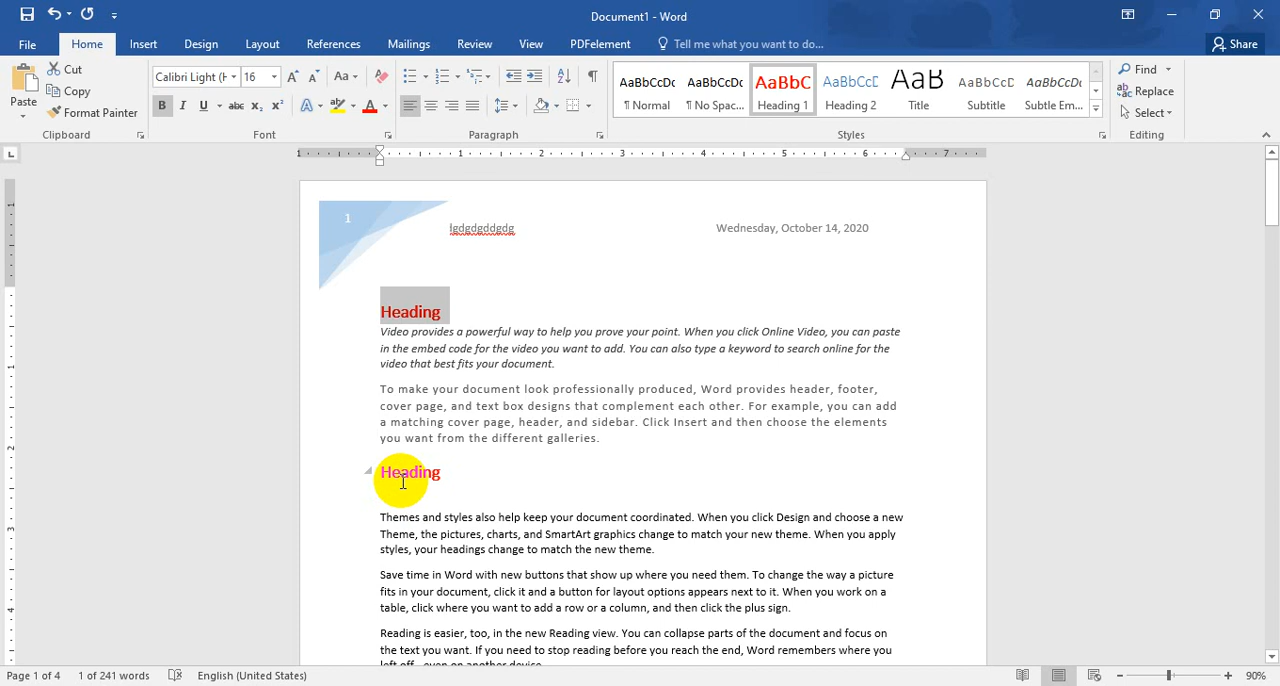 Document1 - Word
File Home Insert Design Layout References Mailings Review View PDFelement Tell me what you want to do... Share
Paste Cut Copy Format Painter
Calibri Light (H 16
AaBbCcDc AaBbCcDc AaBbC AaBbCcD AaB AaBbCcD AaBbCcDc
¶ Normal ¶ No Spac... Heading 1 Heading 2 Title Subtitle Subtle Em...
Find
Replace
Select
Clipboard Font Paragraph Styles Editing
1 1 2 3 4 5 6 7
1
lgdgdgddgdg
Wednesday, October 14, 2020
Heading
Video provides a powerful way to help you prove your point. When you click Online Video, you can paste
in the embed code for the video you want to add. You can also type a keyword to search online for the
video that best fits your document.
To make your document look professionally produced, Word provides header, footer,
cover page, and text box designs that complement each other. For example, you can add
a matching cover page, header, and sidebar. Click Insert and then choose the elements
you want from the different galleries.
Heading
Themes and styles also help keep your document coordinated. When you click Design and choose a new
Theme, the pictures, charts, and SmartArt graphics change to match your new theme. When you apply
styles, your headings change to match the new theme.
Save time in Word with new buttons that show up where you need them. To change the way a picture
fits in your document, click it and a button for layout options appears next to it. When you work on a
table, click where you want to add a row or a column, and then click the plus sign.
Reading is easier, too, in the new Reading view. You can collapse parts of the document and focus on
the text you want. If you need to stop reading before you reach the end, Word remembers where you
left off - even on another device.
Page 1 of 4 1 of 241 words English (United States) 90%